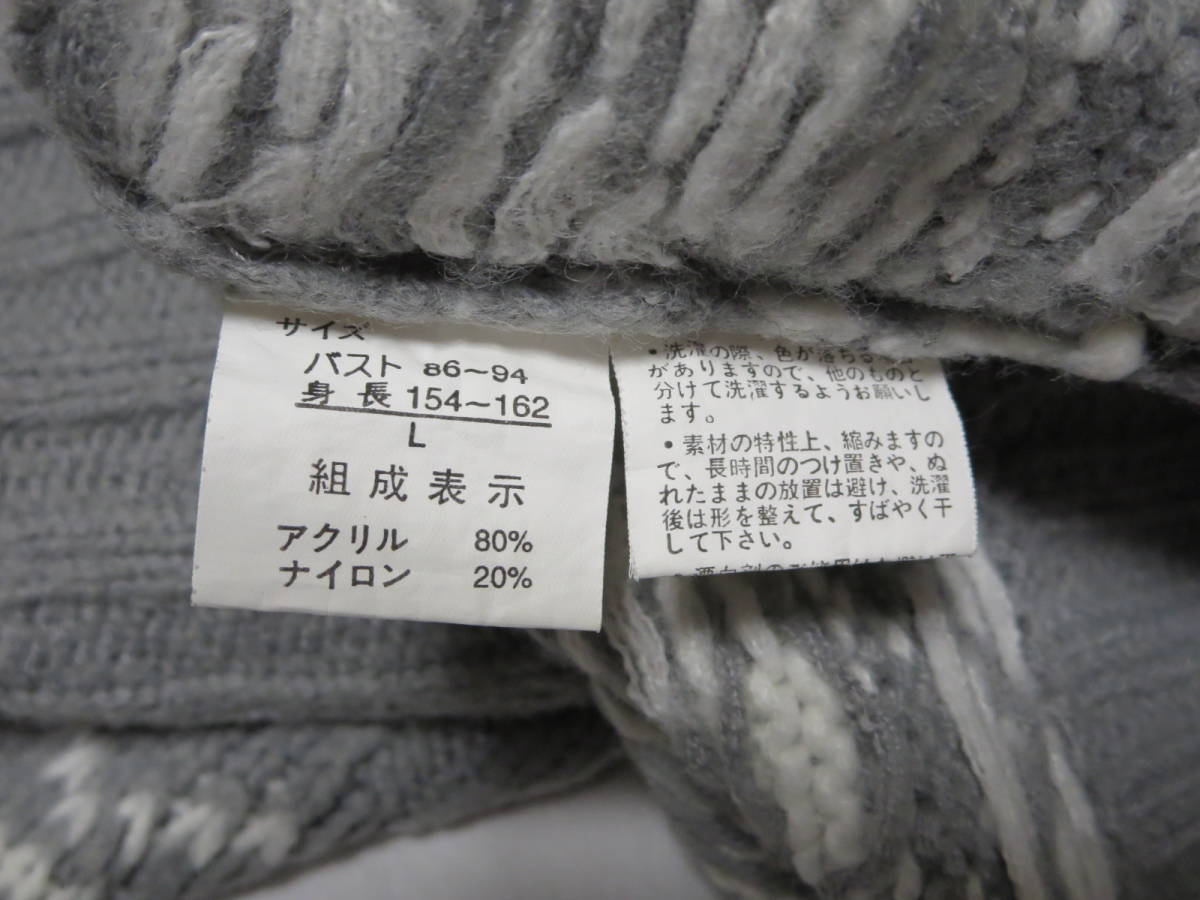 サイズ
バスト 86～94
身長 154～162
L
組成表示
アクリル 80%
ナイロン 20%
・洗濯の際、色が落ちる場合
がありますので、他のものと
分けて洗濯するようお願いし
ます。
・素材の特性上、縮みますの
で、長時間のつけ置きや、ぬ
れたままの放置は避け、洗濯
後は形を整えて、すばやく干
して下さい。